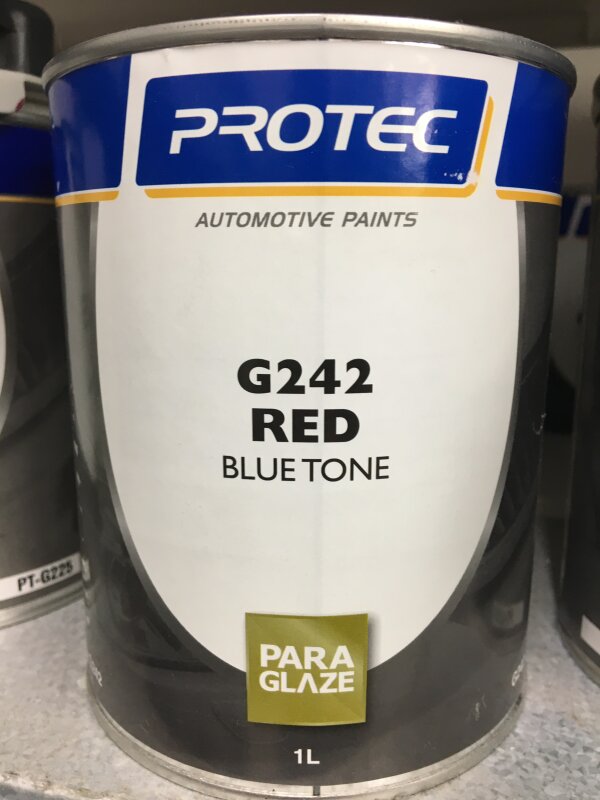 PROTEC
AUTOMOTIVE PAINTS
G242
RED
BLUE TONE
PARA
GLAZE
1L
PT-G225